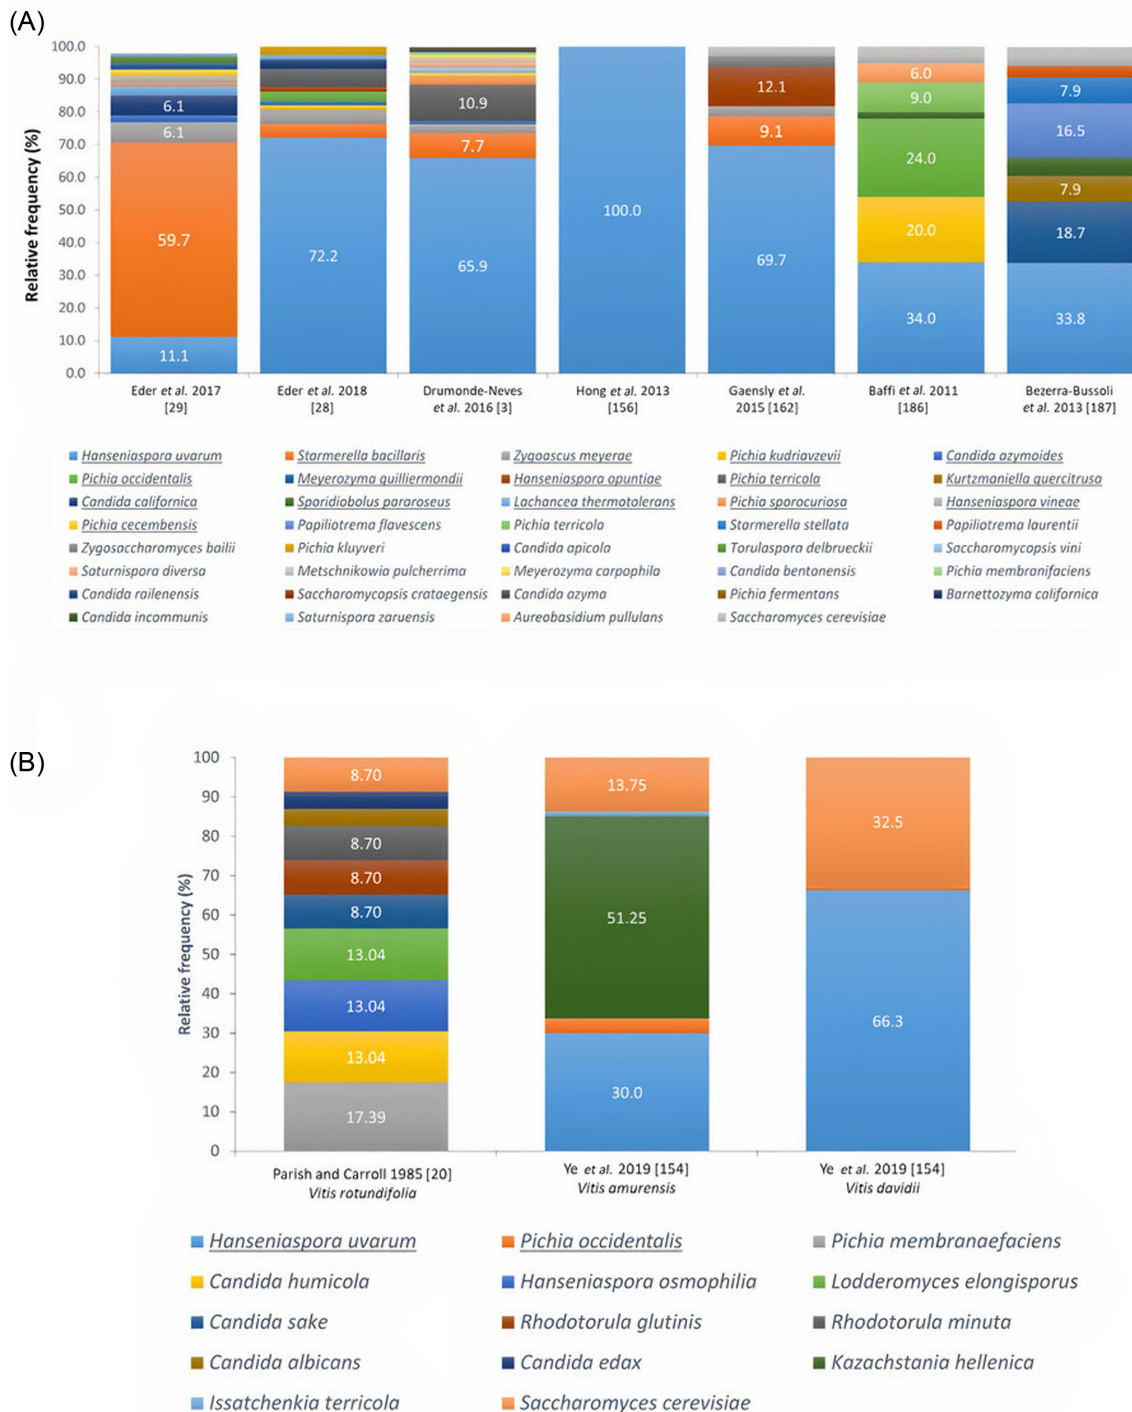 (A)
Relative frequency (%)
100.0
90.0
80.0
70.0
60.0
50.0
40.0
30.0
20.0
10.0
0.0
6.1
6.1
59.7
11.1
72.2
10.9
7.7
65.9
100.0
12.1
9.1
69.7
6.0
9.0
24.0
20.0
34.0
7.9
16.5
7.9
18.7
33.8
Eder et al. 2017
[29]
Eder et al. 2018
[28]
Drumonde-Neves
et al. 2016 [3]
Hong et al. 2013
[156]
Gaensly et al.
2015 [162]
Baffi et al. 2011
[186]
Bezerra-Bussoli
et al. 2013 [187]
Hanseniaspora uvarum Starmerella bacillaris Zygoascus meyerae Pichia kudriavzevii Candida azymoides
Pichia occidentalis Meyerozyma quilliermondii Hanseniaspora opuntiae Pichia terricola Kurtzmaniella quercitrusa
Candida californica Sporidiobolus pararoseus Lachancea thermotolerans Pichia sporocuriosa Hanseniaspora vineae
Pichia cecembensis Papiliotrema flavescens Pichia terricola Starmerella stellata Papiliotrema laurentii
Zygosaccharomyces bailii Pichia kluyveri Candida apicola Torulaspora delbrueckii Saccharomycopsis vini
Saturnispora diversa Metschnikowia pulcherrima Meyerozyma carpophila Candida bentonensis Pichia membranifaciens
Candida railenensis Saccharomycopsis crataegensis Candida azyma Pichia fermentans Barnettozyma californica
Candida incommunis Saturnispora zaruensis Aureobasidium pullulans Saccharomyces cerevisiae
(B)
Relative frequency (%)
100
90
80
70
60
50
40
30
20
10
0
8.70
8.70
8.70
8.70
13.04
13.04
13.04
17.39
13.75
51.25
30.0
32.5
66.3
Parish and Carroll 1985 [20]
Vitis rotundifolia
Ye et al. 2019 [154]
Vitis amurensis
Ye et al. 2019 [154]
Vitis davidii
Hanseniaspora uvarum Pichia occidentalis Pichia membranaefaciens
Candida humicola Hanseniaspora osmophilia Lodderomyces elongisporus
Candida sake Rhodotorula glutinis Rhodotorula minuta
Candida albicans Candida edax Kazachstania hellenica
Issatchenkia terricola Saccharomyces cerevisiae